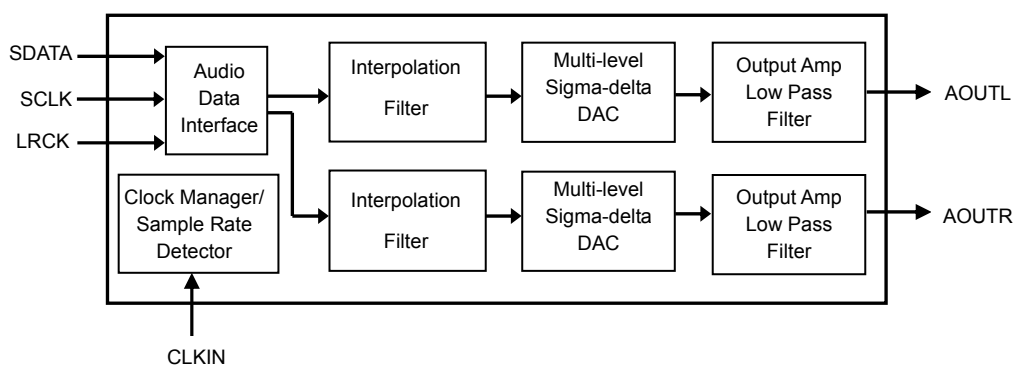 SDATA
SCLK
LRCK
Audio
Data
Interface
Interpolation
Filter
Multi-level
Sigma-delta
DAC
Output Amp
Low Pass
Filter
AOUTL
Clock Manager/
Sample Rate
Detector
Interpolation
Filter
Multi-level
Sigma-delta
DAC
Output Amp
Low Pass
Filter
AOUTR
CLKIN